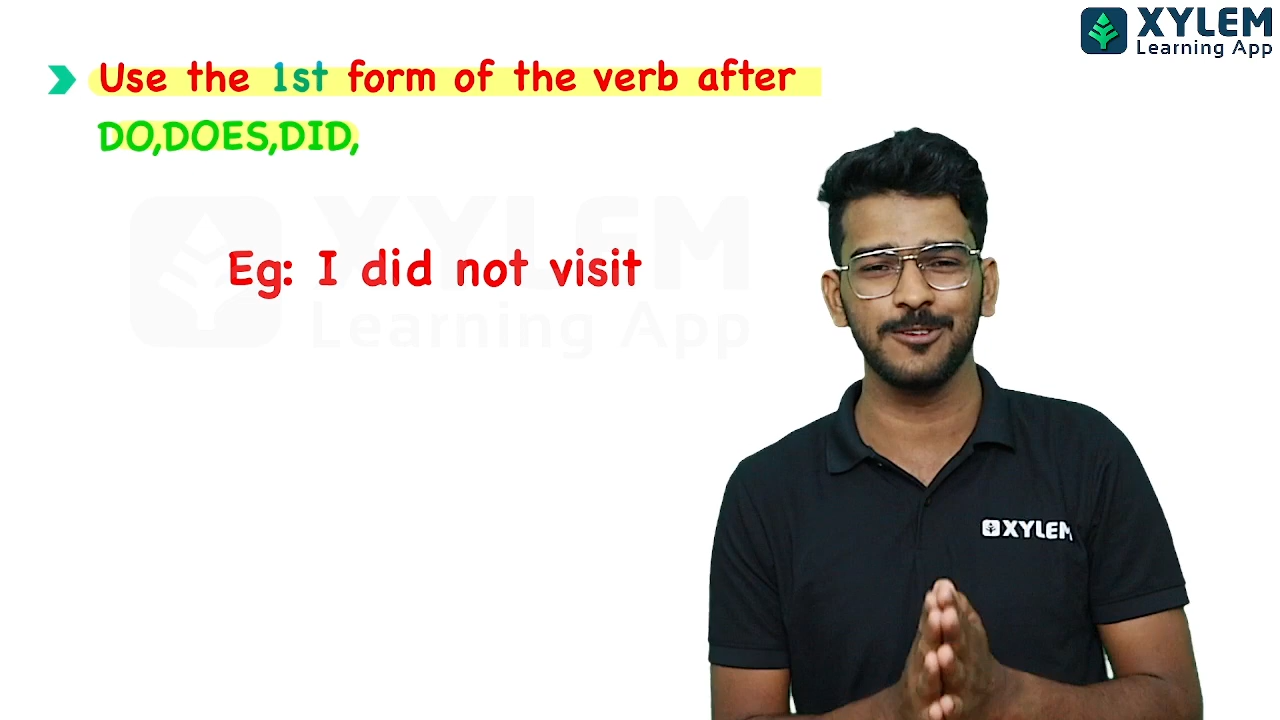 XYLEM
Learning App
Use the 1st form of the verb after
DO,DOES,DID,
XYLEM
Learning App
Eg: I did not visit
XYLEM